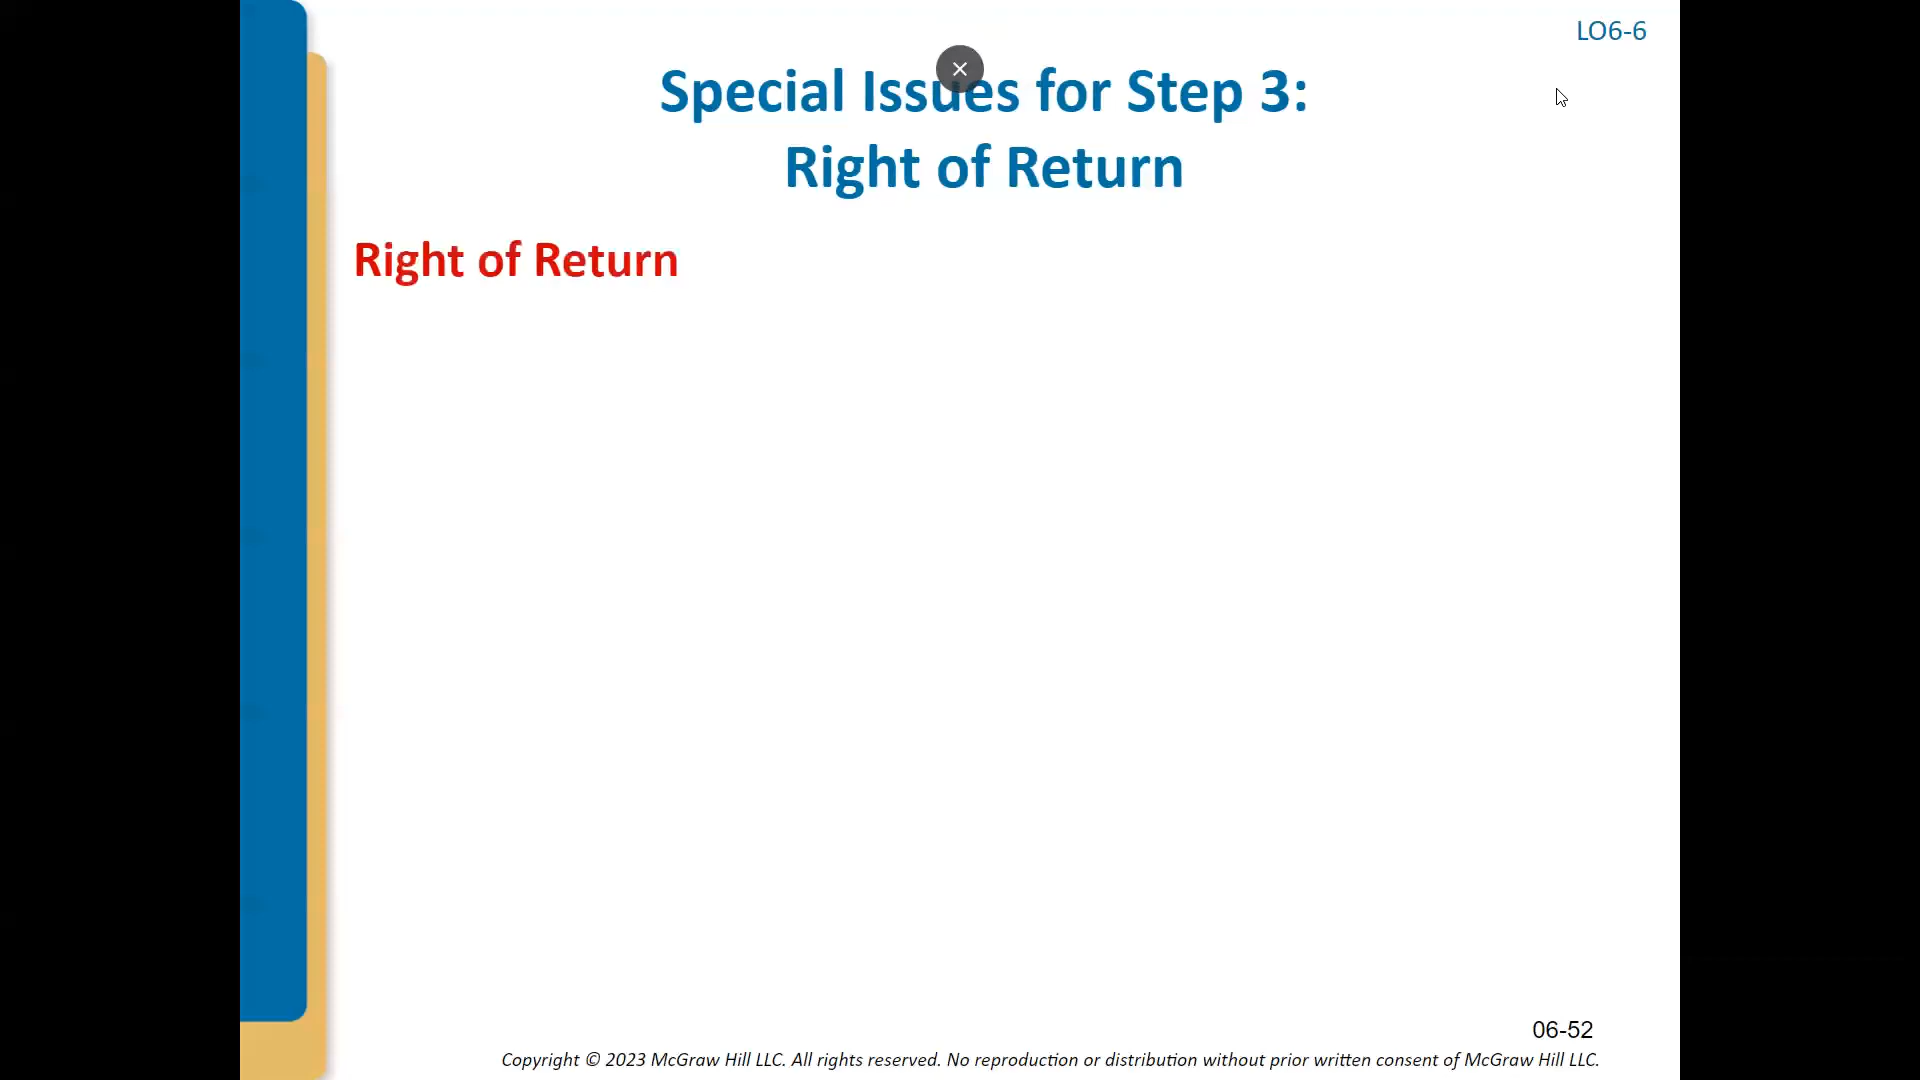 LO6-6
Special Issues for Step 3:
Right of Return
Right of Return
06-52
Copyright © 2023 McGraw Hill LLC. All rights reserved. No reproduction or distribution without prior written consent of McGraw Hill LLC.